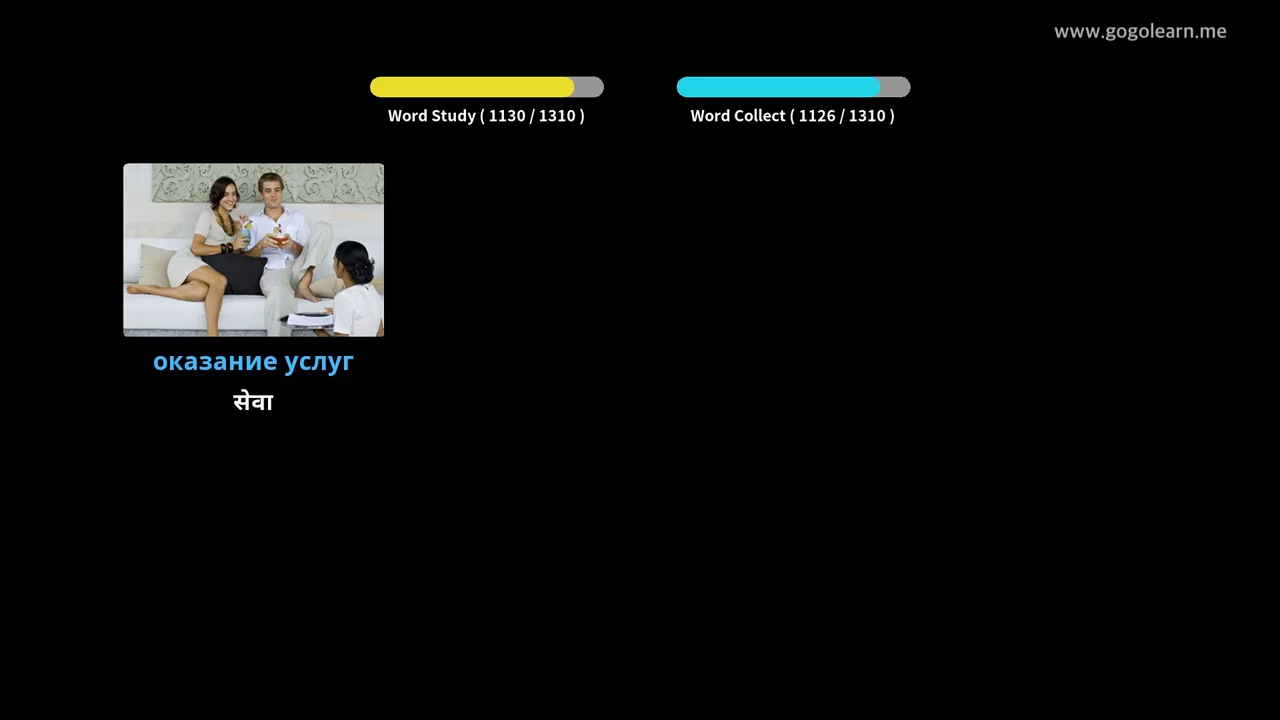 www.gogolearn.me
Word Study ( 1130 / 1310 )
Word Collect ( 1126 / 1310 )
оказание услуг
सेवा